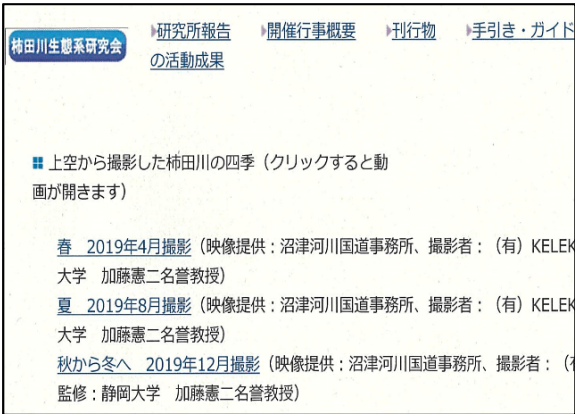 柿田川生態系研究会
研究所報告の活動成果
開催行事概要
刊行物
手引き・ガイド
上空から撮影した柿田川の四季（クリックすると動
画が開きます）
春　2019年4月撮影（映像提供：沼津河川国道事務所、撮影者：（有）KELEK
大学　加藤憲二名誉教授）
夏　2019年8月撮影（映像提供：沼津河川国道事務所、撮影者：（有）KELEK
大学　加藤憲二名誉教授）
秋から冬へ　2019年12月撮影（映像提供：沼津河川国道事務所、撮影者：（
監修：静岡大学　加藤憲二名誉教授）